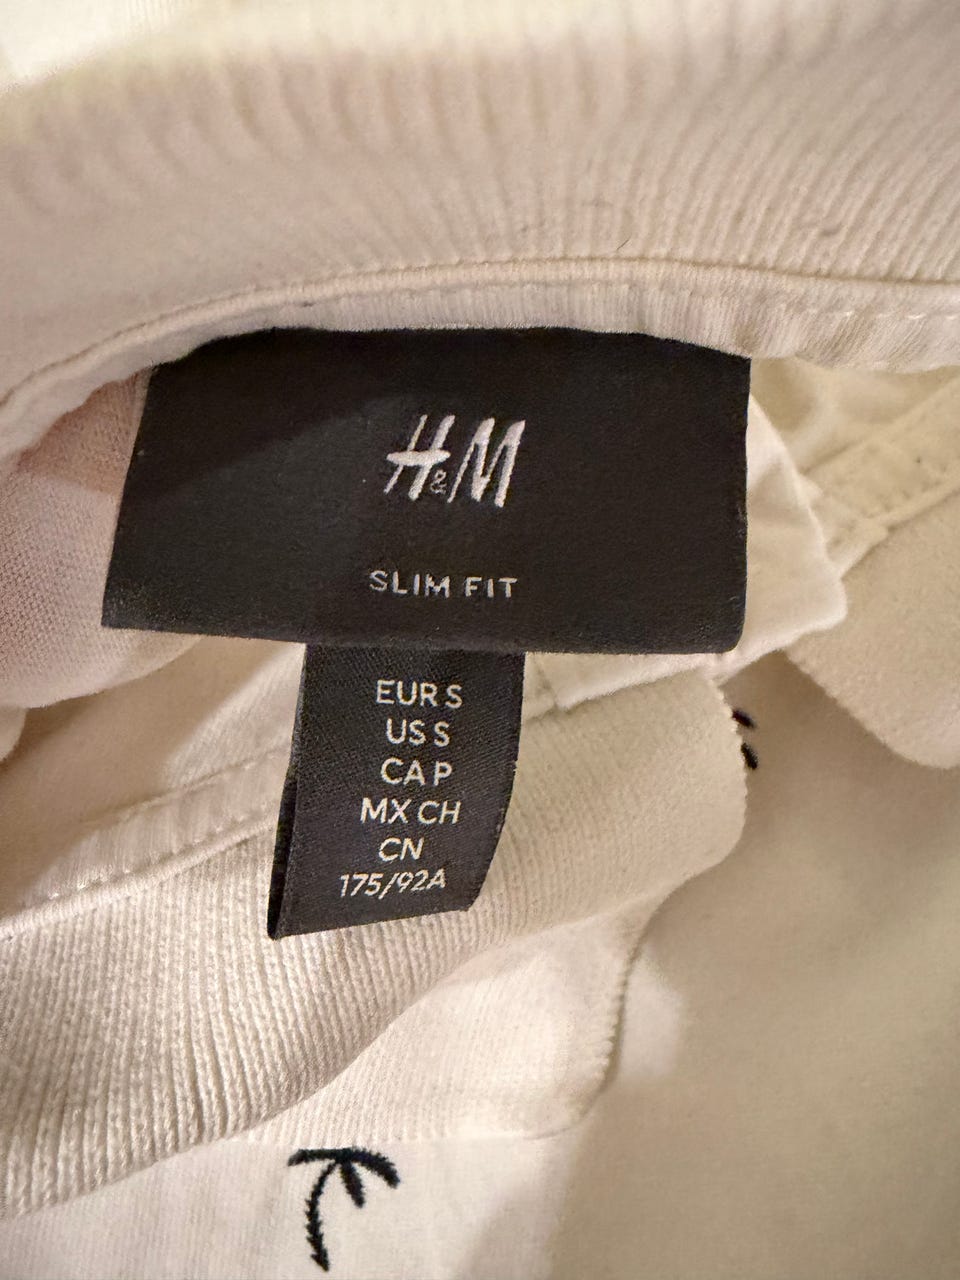 H&M
SLIM FIT
EUR S
US S
CA P
MX CH
CN
175/92A